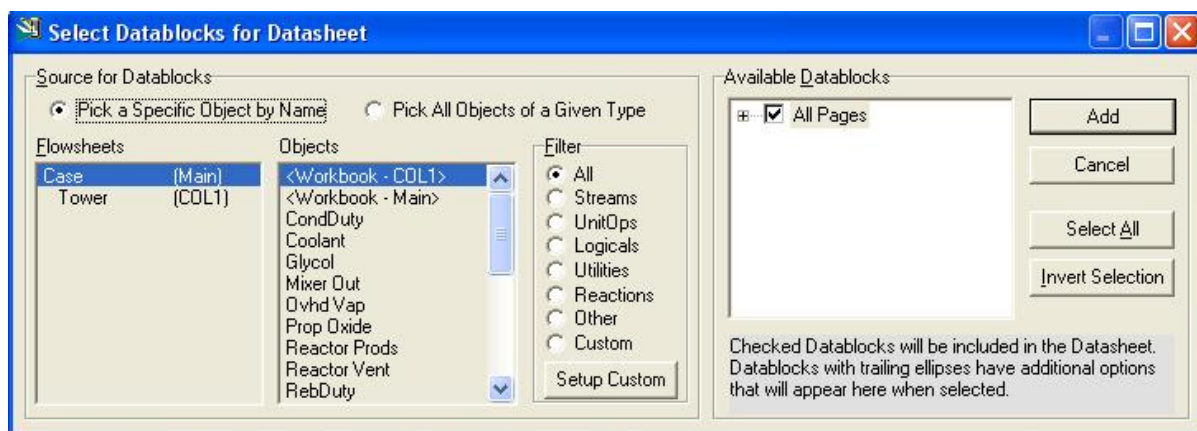 Select Datablocks for Datasheet
Source for Datablocks
Pick a Specific Object by Name
Pick All Objects of a Given Type
Flowsheets
Case (Main)
Tower (COL1)
Objects
<Workbook - COL1>
<Workbook - Main>
CondDuty
Coolant
Glycol
Mixer Out
Ovhd Vap
Prop Oxide
Reactor Prods
Reactor Vent
RebDuty
Filter
All
Streams
UnitOps
Logicals
Utilities
Reactions
Other
Custom
Setup Custom
Available Datablocks
All Pages
Add
Cancel
Select All
Invert Selection
Checked Datablocks will be included in the Datasheet.
Datablocks with trailing ellipses have additional options
that will appear here when selected.